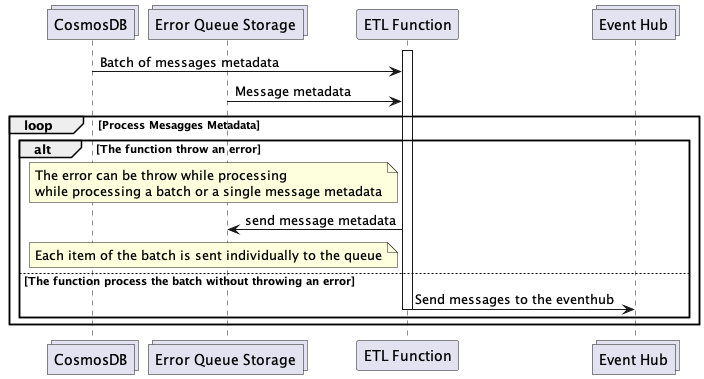 CosmosDB
Error Queue Storage
ETL Function
Event Hub
Batch of messages metadata
Message metadata
loop
[Process Mesagges Metadata]
alt
[The function throw an error]
The error can be throw while processing
while processing a batch or a single message metadata
send message metadata
Each item of the batch is sent individually to the queue
[The function process the batch without throwing an error]
Send messages to the eventhub
CosmosDB
Error Queue Storage
ETL Function
Event Hub